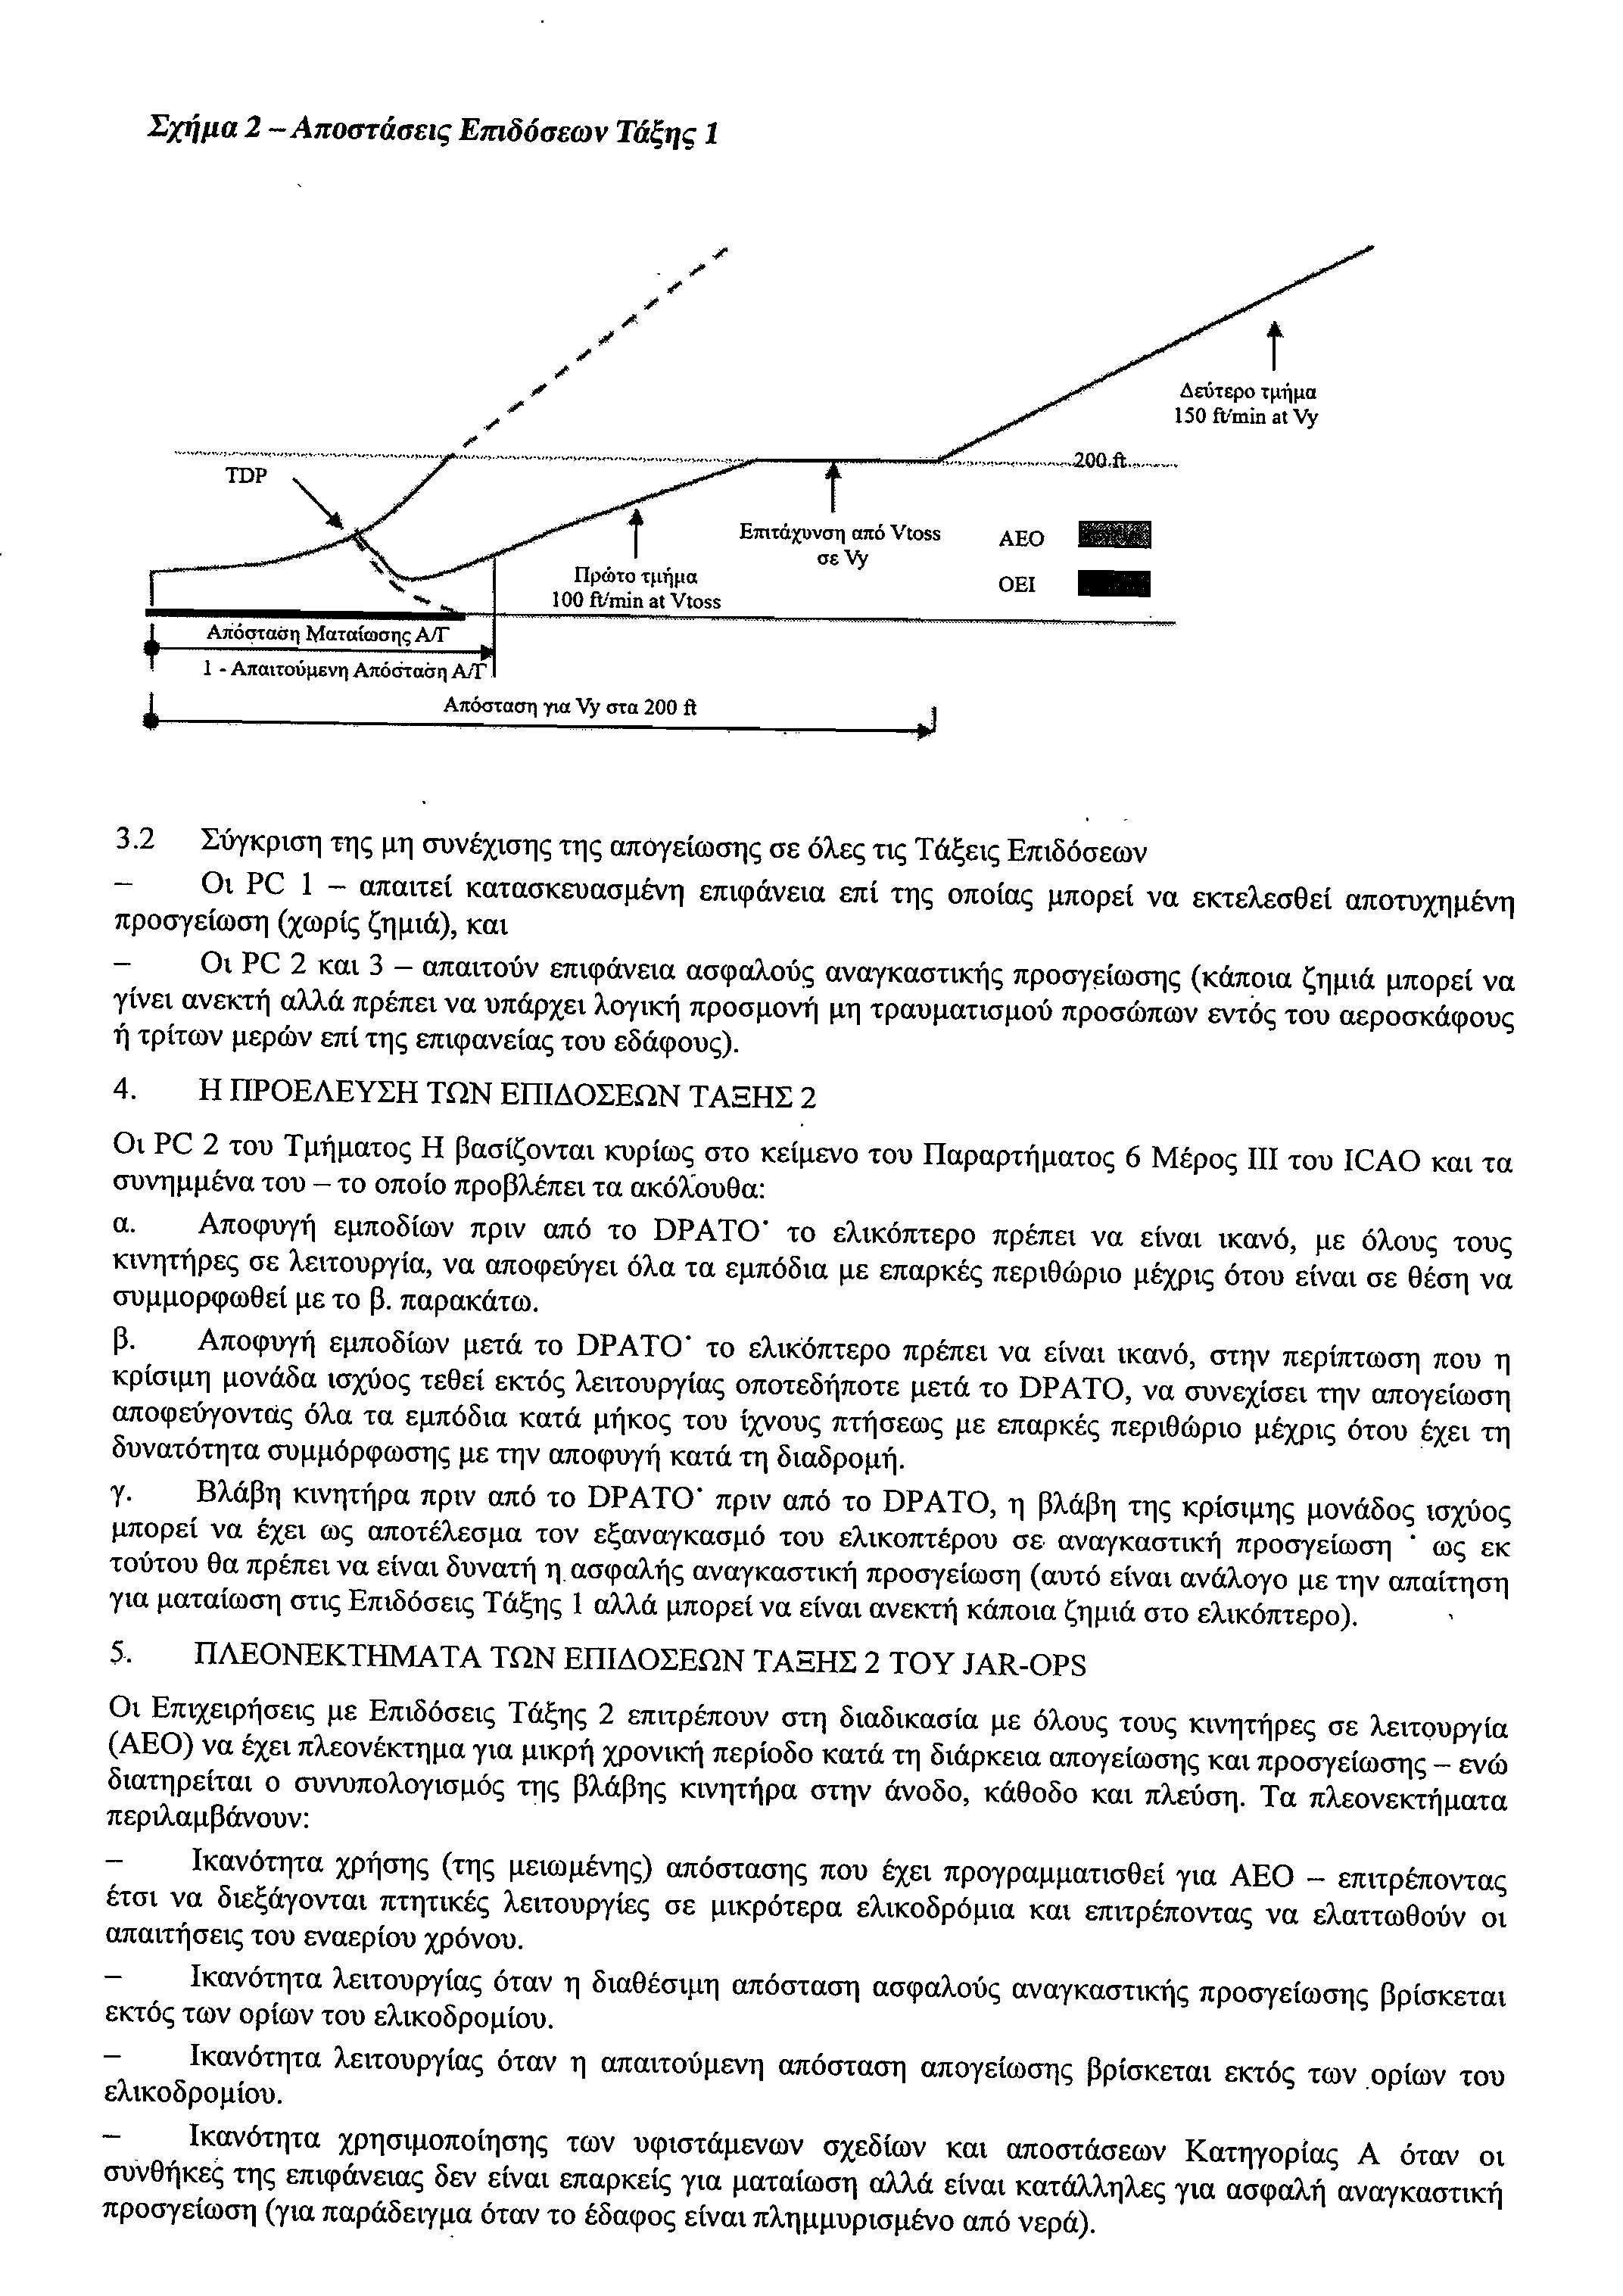 Σχήμα 2 – Αποστάσεις Επιδόσεων Τάξης 1
Δεύτερο τμήμα
150 ft/min at Vy
200 ft
TDP
Επιτάχυνση από Vtoss
σε Vy
AEO
OEI
Πρώτο τμήμα
100 ft/min at Vtoss
Απόσταση Ματαίωσης Α/Γ
1 - Απαιτούμενη Απόσταση Α/Γ
Απόσταση για Vy στα 200 ft
3.2 Σύγκριση της μη συνέχισης της απογείωσης σε όλες τις Τάξεις Επιδόσεων
– Οι PC 1 – απαιτεί κατασκευασμένη επιφάνεια επί της οποίας μπορεί να εκτελεσθεί αποτυχημένη
προσγείωση (χωρίς ζημιά), και
– Οι PC 2 και 3 – απαιτούν επιφάνεια ασφαλούς αναγκαστικής προσγείωσης (κάποια ζημιά μπορεί να
γίνει ανεκτή αλλά πρέπει να υπάρχει λογική προσμονή μη τραυματισμού προσώπων εντός του αεροσκάφους
ή τρίτων μερών επί της επιφανείας του εδάφους).
4. Η ΠΡΟΕΛΕΥΣΗ ΤΩΝ ΕΠΙΔΟΣΕΩΝ ΤΑΞΗΣ 2
Οι PC 2 του Τμήματος Η βασίζονται κυρίως στο κείμενο του Παραρτήματος 6 Μέρος ΙΙΙ του ICAO και τα
συνημμένα του – το οποίο προβλέπει τα ακόλουθα:
α. Αποφυγή εμποδίων πριν από το DPATO· το ελικόπτερο πρέπει να είναι ικανό, με όλους τους
κινητήρες σε λειτουργία, να αποφεύγει όλα τα εμπόδια με επαρκές περιθώριο μέχρις ότου είναι σε θέση να
συμμορφωθεί με το β. παρακάτω.
β. Αποφυγή εμποδίων μετά το DPATO· το ελικόπτερο πρέπει να είναι ικανό, στην περίπτωση που η
κρίσιμη μονάδα ισχύος τεθεί εκτός λειτουργίας οποτεδήποτε μετά το DPATO, να συνεχίσει την απογείωση
αποφεύγοντας όλα τα εμπόδια κατά μήκος του ίχνους πτήσεως με επαρκές περιθώριο μέχρις ότου έχει τη
δυνατότητα συμμόρφωσης με την αποφυγή κατά τη διαδρομή.
γ. Βλάβη κινητήρα πριν από το DPATO· πριν από το DPATO, η βλάβη της κρίσιμης μονάδος ισχύος
μπορεί να έχει ως αποτέλεσμα τον εξαναγκασμό του ελικοπτέρου σε αναγκαστική προσγείωση · ως εκ
τούτου θα πρέπει να είναι δυνατή η ασφαλής αναγκαστική προσγείωση (αυτό είναι ανάλογο με την απαίτηση
για ματαίωση στις Επιδόσεις Τάξης 1 αλλά μπορεί να είναι ανεκτή κάποια ζημιά στο ελικόπτερο).
5. ΠΛΕΟΝΕΚΤΗΜΑΤΑ ΤΩΝ ΕΠΙΔΟΣΕΩΝ ΤΑΞΗΣ 2 ΤΟΥ JAR-OPS
Οι Επιχειρήσεις με Επιδόσεις Τάξης 2 επιτρέπουν στη διαδικασία με όλους τους κινητήρες σε λειτουργία
(ΑΕΟ) να έχει πλεονέκτημα για μικρή χρονική περίοδο κατά τη διάρκεια απογείωσης και προσγείωσης – ενώ
διατηρείται ο συνυπολογισμός της βλάβης κινητήρα στην άνοδο, κάθοδο και πλεύση. Τα πλεονεκτήματα
περιλαμβάνουν:
– Ικανότητα χρήσης (της μειωμένης) απόστασης που έχει προγραμματισθεί για ΑΕΟ – επιτρέποντας
έτσι να διεξάγονται πτητικές λειτουργίες σε μικρότερα ελικοδρόμια και επιτρέποντας να ελαττωθούν οι
απαιτήσεις του εναερίου χρόνου.
– Ικανότητα λειτουργίας όταν η διαθέσιμη απόσταση ασφαλούς αναγκαστικής προσγείωσης βρίσκεται
εκτός των ορίων του ελικοδρομίου.
– Ικανότητα λειτουργίας όταν η απαιτούμενη απόσταση απογείωσης βρίσκεται εκτός των ορίων του
ελικοδρομίου.
– Ικανότητα χρησιμοποίησης των υφιστάμενων σχεδίων και αποστάσεων Κατηγορίας Α όταν οι
συνθήκες της επιφάνειας δεν είναι επαρκείς για ματαίωση αλλά είναι κατάλληλες για ασφαλή αναγκαστική
προσγείωση (για παράδειγμα όταν το έδαφος είναι πλημμυρισμένο από νερά).